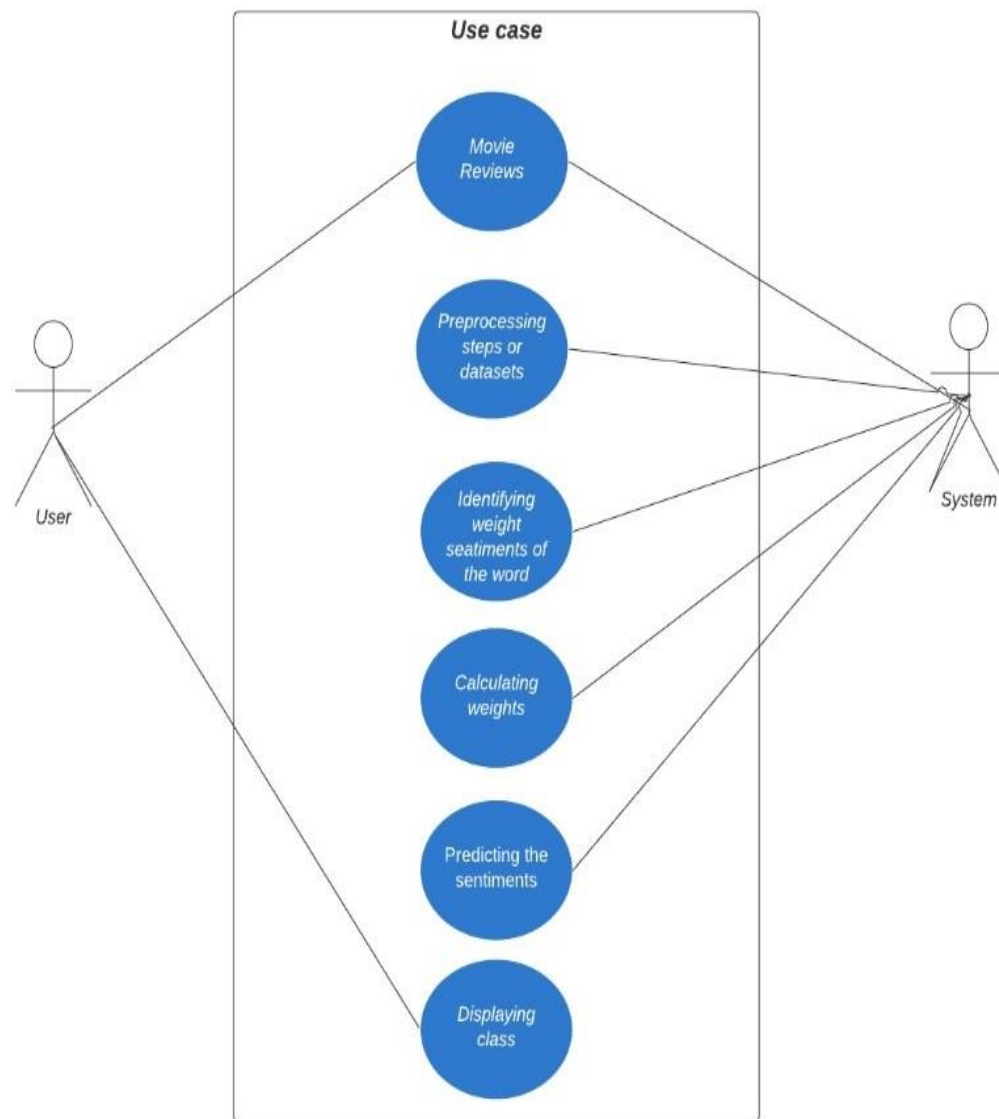 Use case
Movie
Reviews
Preprocessing
steps or
datasets
Identifying
weight
seatiments of
the word
User
System
Calculating
weights
Predicting the
sentiments
Displaying
class